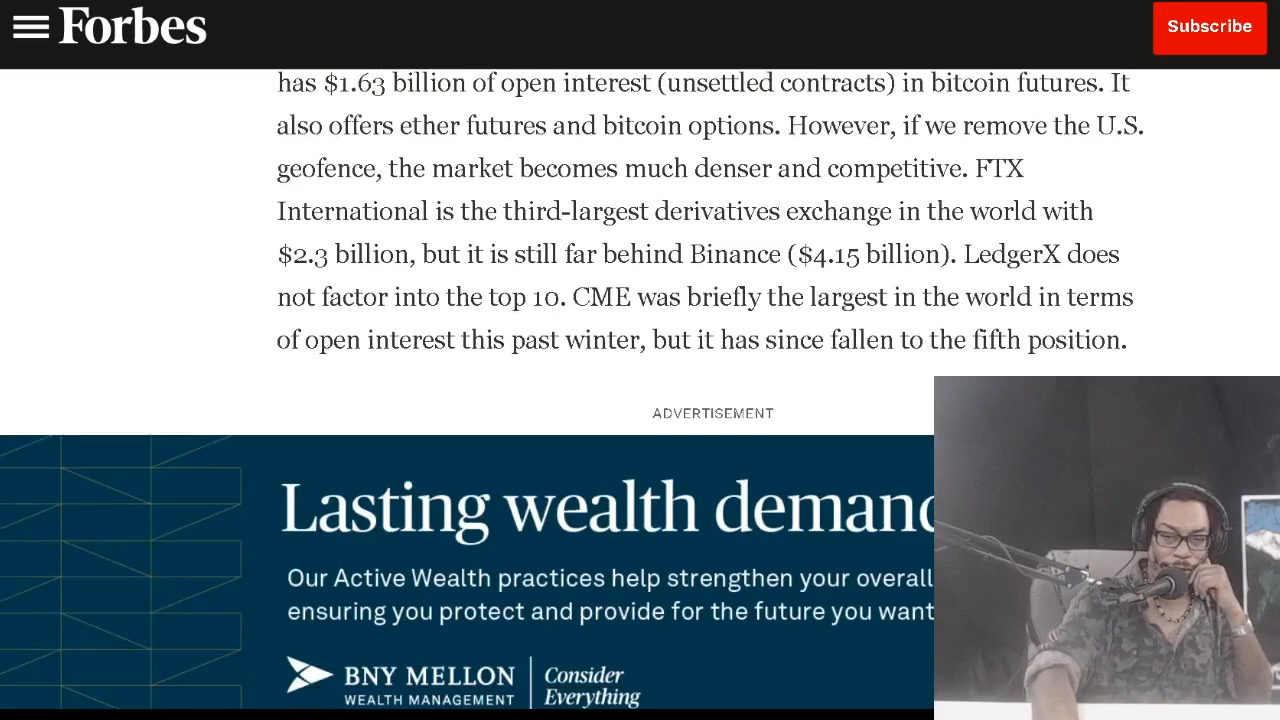 Forbes
Subscribe
has $1.63 billion of open interest (unsettled contracts) in bitcoin futures. It
also offers ether futures and bitcoin options. However, if we remove the U.S.
geofence, the market becomes much denser and competitive. FTX
International is the third-largest derivatives exchange in the world with
$2.3 billion, but it is still far behind Binance ($4.15 billion). LedgerX does
not factor into the top 10. CME was briefly the largest in the world in terms
of open interest this past winter, but it has since fallen to the fifth position.
ADVERTISEMENT
Lasting wealth demand
Our Active Wealth practices help strengthen your overall
ensuring you protect and provide for the future you want
BNY MELLON
WEALTH MANAGEMENT
Consider
Everything